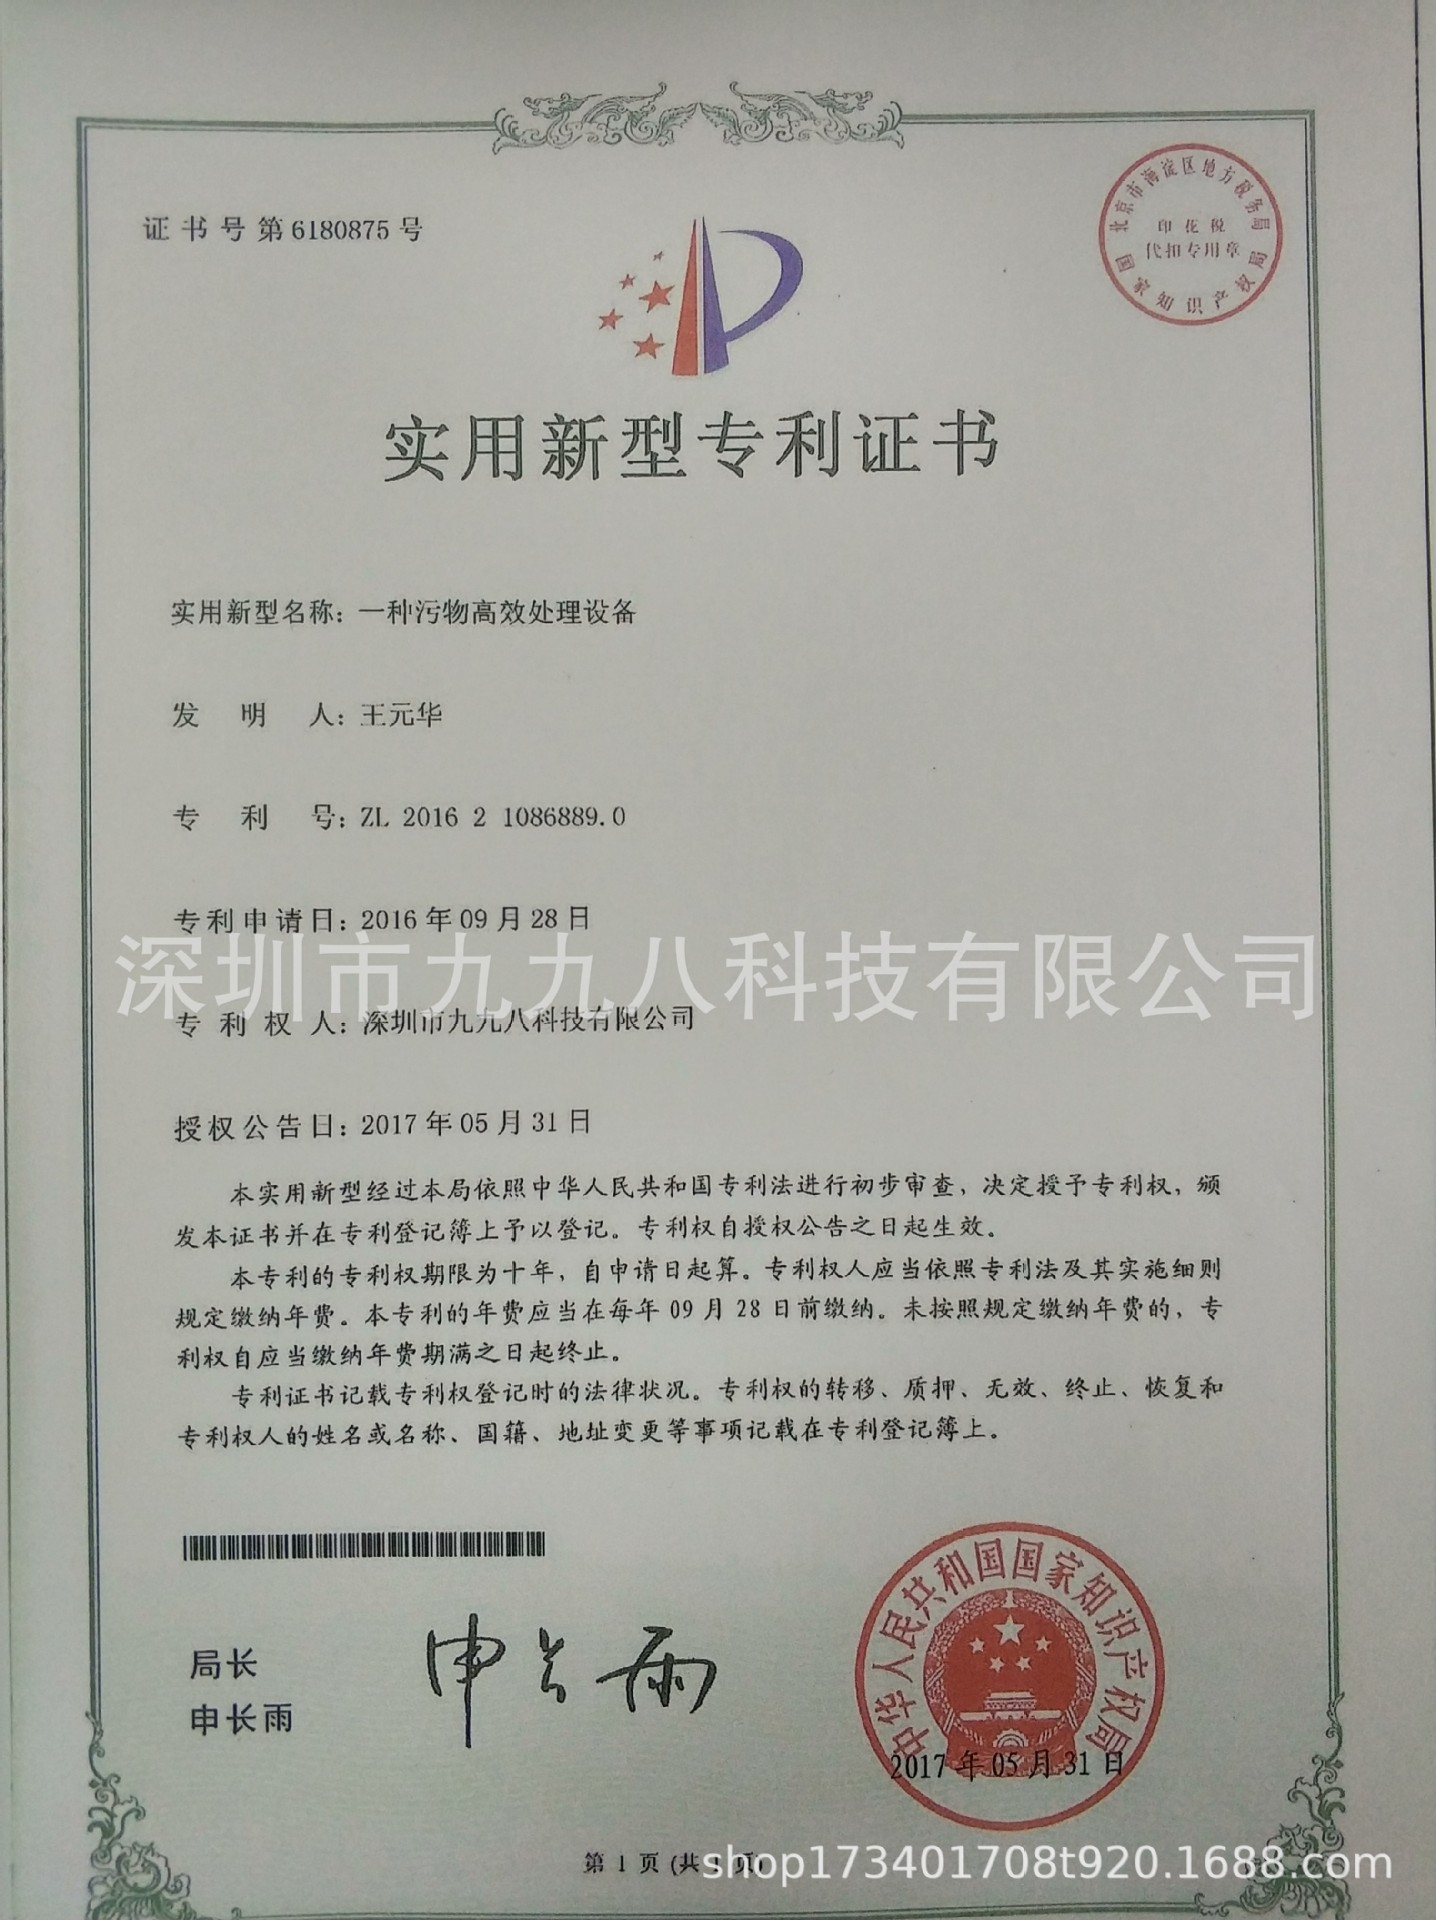 证书号第6180875号
北京市海淀区地方税务局
印花税
代扣专用章
国家知识产权局
实用新型专利证书
实用新型名称：一种污物高效处理设备
发明人：王元华
专利号：ZL 2016 2 1086889.0
专利申请日：2016年09月28日
深圳市九九八科技有限公司
专利权人：深圳市九九八科技有限公司
授权公告日：2017年05月31日
本实用新型经过本局依照中华人民共和国专利法进行初步审查，决定授予专利权，颁
发本证书并在专利登记簿上予以登记。专利权自授权公告之日起生效。
本专利的专利权期限为十年，自申请日起算。专利权人应当依照专利法及其实施细则
规定缴纳年费。本专利的年费应当在每年09月28日前缴纳。未按照规定缴纳年费的，专
利权自应当缴纳年费期满之日起终止。
专利证书记载专利权登记时的法律状况。专利权的转移、质押、无效、终止、恢复和
专利权人的姓名或名称、国籍、地址变更等事项记载在专利登记簿上。
局长
申长雨
申长雨
中华人民共和国国家知识产权局
2017年05月31日
第1页(共1页)
shop173401708t920.1688.com